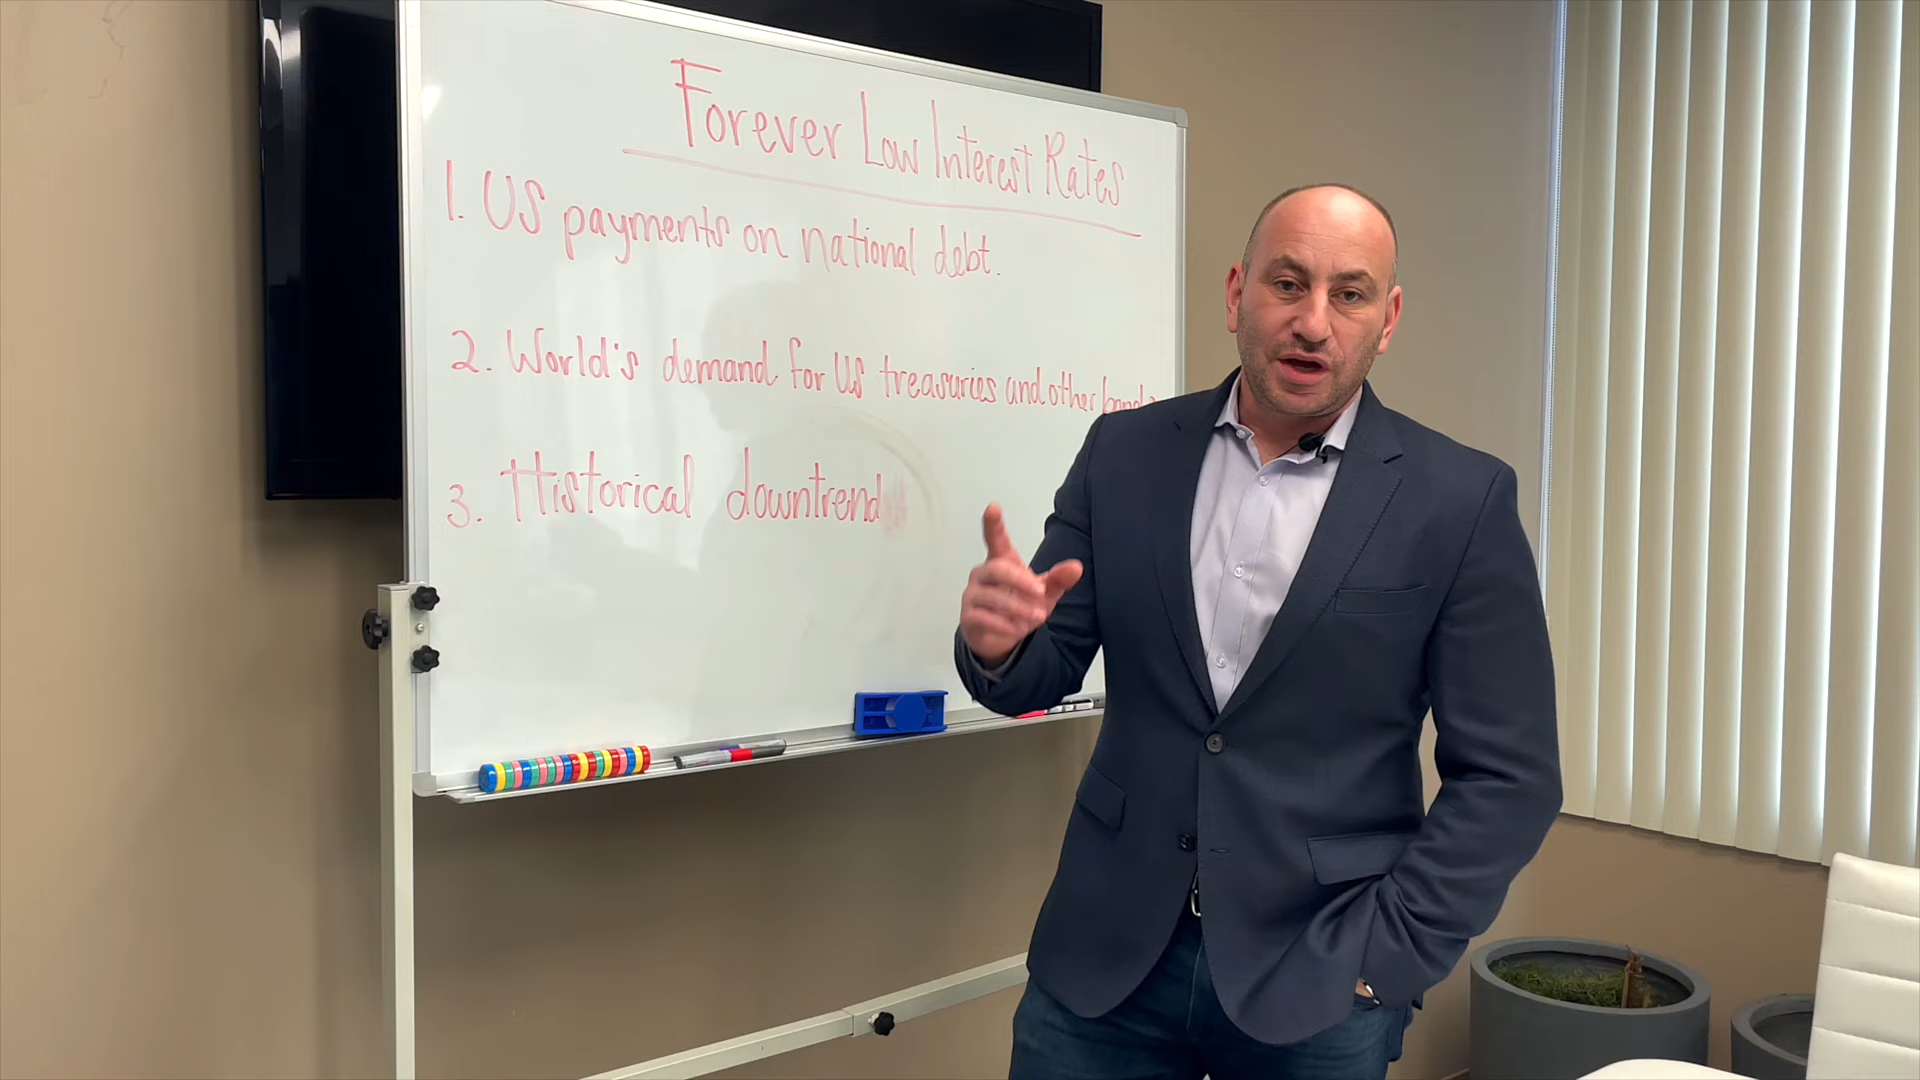 Forever Low Interest Rates
1. US payments on national debt.
2. World's demand for US treasuries and other
3. Historical downtrend